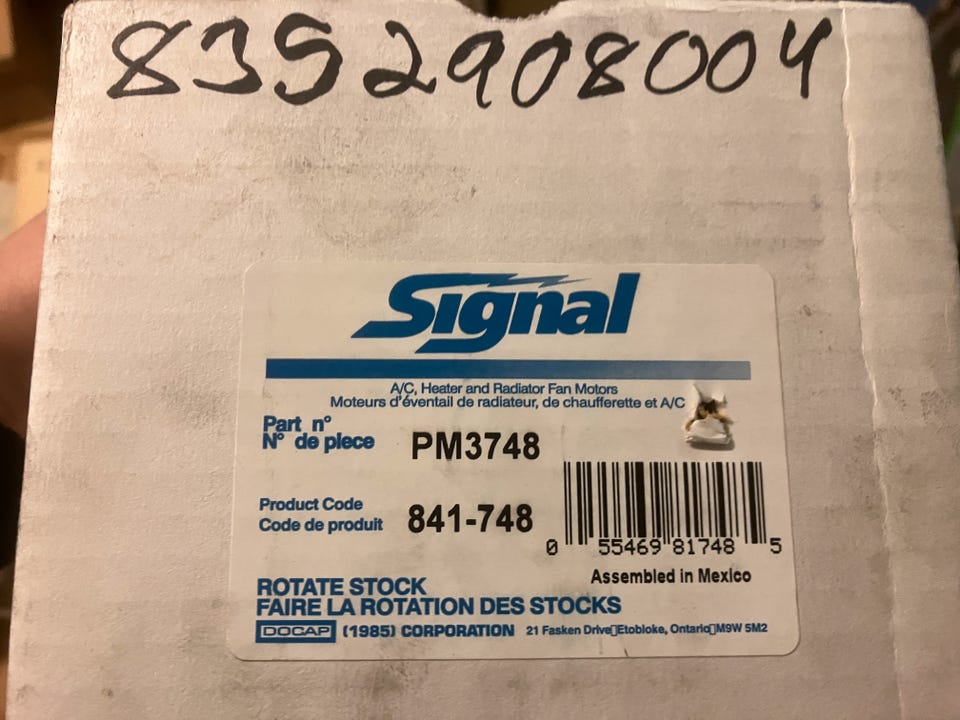 8352908004
Signal
A/C, Heater and Radiator Fan Motors
Moteurs d'éventail de radiateur, de chaufferette et A/C
Part n°
N° de piece PM3748
Product Code
Code de produit 841-748
0 55469 81748 5
Assembled in Mexico
ROTATE STOCK
FAIRE LA ROTATION DES STOCKS
DOCAP (1985) CORPORATION 21 Fasken Drive▯Etobloke, Ontario▯M9W 5M2